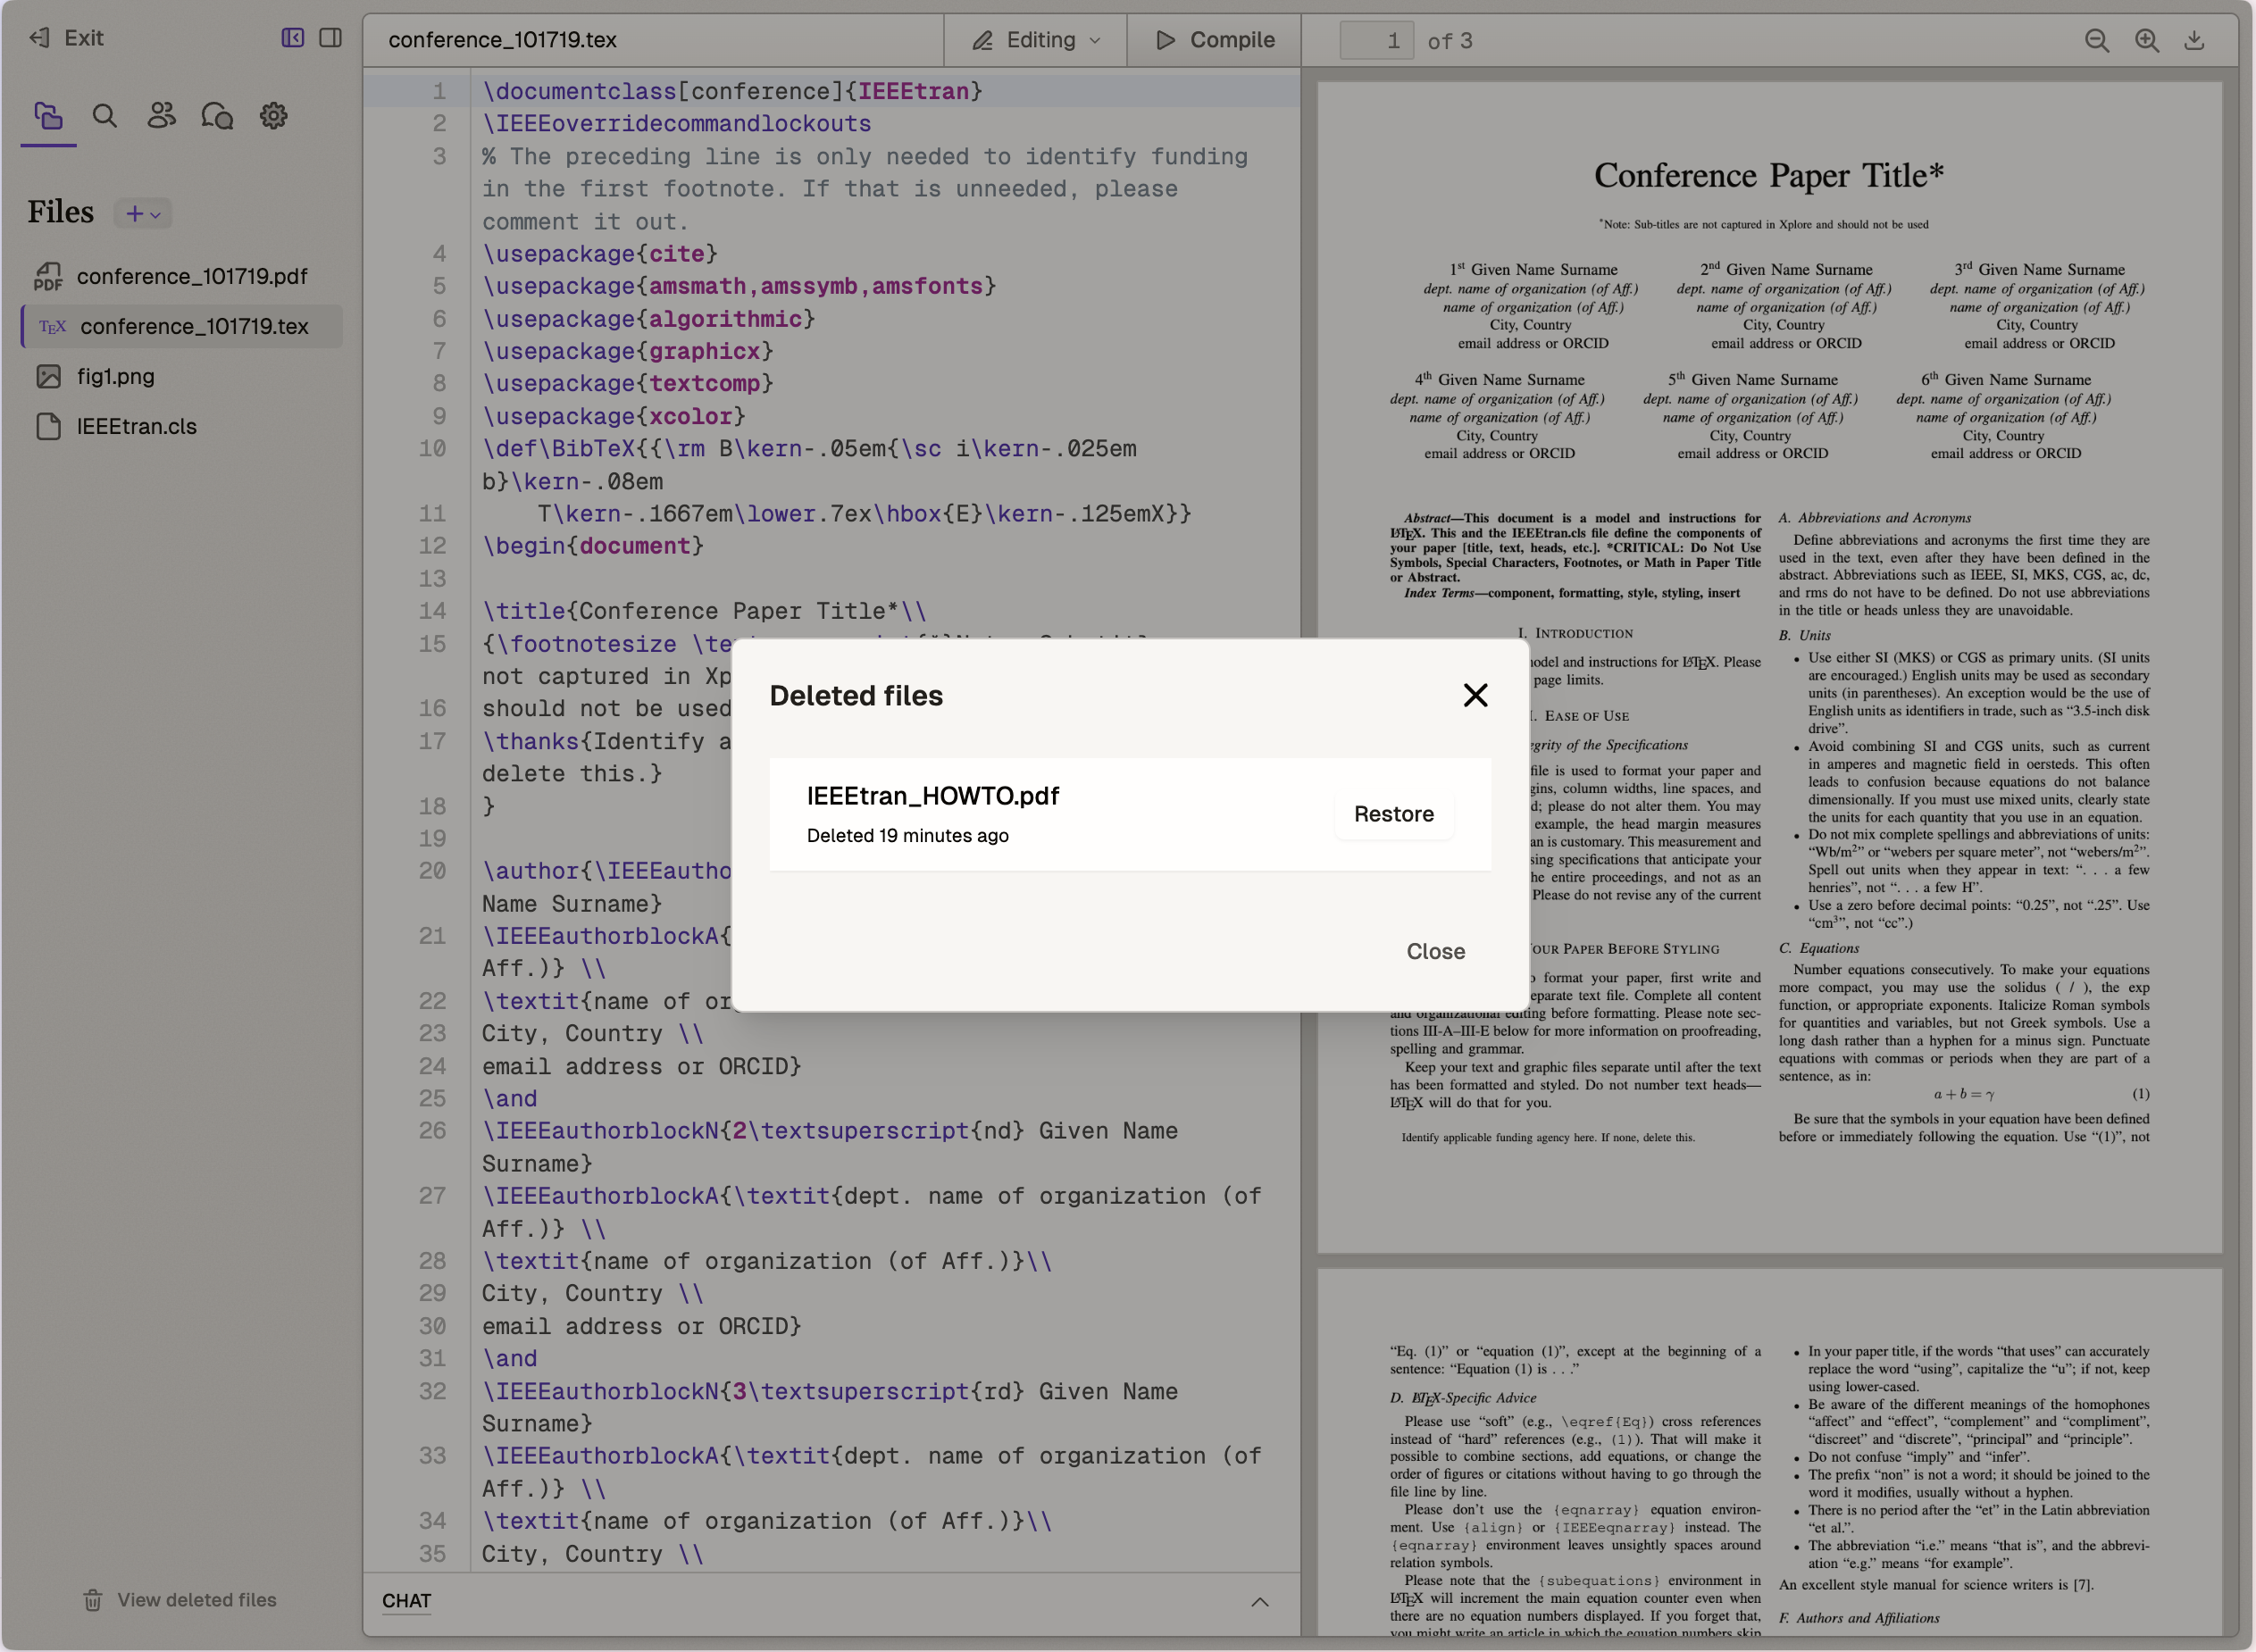 Exit
Files
conference_101719.pdf
conference_101719.tex
fig1.png
IEEEtran.cls
View deleted files
conference_101719.tex
Editing
Compile
1 \documentclass[conference]{IEEEtran}
2 \IEEEoverridecommandlockouts
3 % The preceding line is only needed to identify funding
in the first footnote. If that is unneeded, please
comment it out.
4 \usepackage{cite}
5 \usepackage{amsmath,amssymb,amsfonts}
6 \usepackage{algorithmic}
7 \usepackage{graphicx}
8 \usepackage{textcomp}
9 \usepackage{xcolor}
10 \def\BibTeX{{\rm B\kern-.05em{\sc i\kern-.025em
b}\kern-.08em
11 T\kern-.1667em\lower.7ex\hbox{E}\kern-.125emX}}
12 \begin{document}
13
14 \title{Conference Paper Title*\\
15 {\footnotesize \te
not captured in Xp
16 should not be used
17 \thanks{Identify a
delete this.}
18 }
19
20 \author{\IEEEautho
Name Surname}
21 \IEEEauthorblockA{
Aff.)} \\
22 \textit{name of or
23 City, Country \\
24 email address or ORCID}
25 \and
26 \IEEEauthorblockN{2\textsuperscript{nd} Given Name
Surname}
27 \IEEEauthorblockA{\textit{dept. name of organization (of
Aff.)} \\
28 \textit{name of organization (of Aff.)}\\
29 City, Country \\
30 email address or ORCID}
31 \and
32 \IEEEauthorblockN{3\textsuperscript{rd} Given Name
Surname}
33 \IEEEauthorblockA{\textit{dept. name of organization (of
Aff.)} \\
34 \textit{name of organization (of Aff.)}\\
35 City, Country \\
CHAT
Deleted files
IEEEtran_HOWTO.pdf
Deleted 19 minutes ago
Restore
Close
1 of 3
Conference Paper Title*
*Note: Sub-titles are not captured in Xplore and should not be used
1st Given Name Surname
dept. name of organization (of Aff.)
name of organization (of Aff.)
City, Country
email address or ORCID
2nd Given Name Surname
dept. name of organization (of Aff.)
name of organization (of Aff.)
City, Country
email address or ORCID
3rd Given Name Surname
dept. name of organization (of Aff.)
name of organization (of Aff.)
City, Country
email address or ORCID
4th Given Name Surname
dept. name of organization (of Aff.)
name of organization (of Aff.)
City, Country
email address or ORCID
5th Given Name Surname
dept. name of organization (of Aff.)
name of organization (of Aff.)
City, Country
email address or ORCID
6th Given Name Surname
dept. name of organization (of Aff.)
name of organization (of Aff.)
City, Country
email address or ORCID
Abstract—This document is a model and instructions for
LATEX. This and the IEEEtran.cls file define the components of
your paper [title, text, heads, etc.]. *CRITICAL: Do Not Use
Symbols, Special Characters, Footnotes, or Math in Paper Title
or Abstract.
Index Terms—component, formatting, style, styling, insert
I. INTRODUCTION
model and instructions for LATEX. Please
page limits.
I. EASE OF USE
egrity of the Specifications
file is used to format your paper and
gins, column widths, line spaces, and
d; please do not alter them. You may
example, the head margin measures
an is customary. This measurement and
sing specifications that anticipate your
he entire proceedings, and not as an
Please do not revise any of the current
OUR PAPER BEFORE STYLING
o format your paper, first write and
eparate text file. Complete all content
and organizational editing before formatting. Please note sec-
tions III-A–III-E below for more information on proofreading,
spelling and grammar.
Keep your text and graphic files separate until after the text
has been formatted and styled. Do not number text heads—
LATEX will do that for you.
Identify applicable funding agency here. If none, delete this.
A. Abbreviations and Acronyms
Define abbreviations and acronyms the first time they are
used in the text, even after they have been defined in the
abstract. Abbreviations such as IEEE, SI, MKS, CGS, ac, dc,
and rms do not have to be defined. Do not use abbreviations
in the title or heads unless they are unavoidable.
B. Units
• Use either SI (MKS) or CGS as primary units. (SI units
are encouraged.) English units may be used as secondary
units (in parentheses). An exception would be the use of
English units as identifiers in trade, such as “3.5-inch disk
drive”.
• Avoid combining SI and CGS units, such as current
in amperes and magnetic field in oersteds. This often
leads to confusion because equations do not balance
dimensionally. If you must use mixed units, clearly state
the units for each quantity that you use in an equation.
• Do not mix complete spellings and abbreviations of units:
“Wb/m2” or “webers per square meter”, not “webers/m2”.
Spell out units when they appear in text: “. . . a few
henries”, not “. . . a few H”.
• Use a zero before decimal points: “0.25”, not “.25”. Use
“cm3”, not “cc”.)
C. Equations
Number equations consecutively. To make your equations
more compact, you may use the solidus ( / ), the exp
function, or appropriate exponents. Italicize Roman symbols
for quantities and variables, but not Greek symbols. Use a
long dash rather than a hyphen for a minus sign. Punctuate
equations with commas or periods when they are part of a
sentence, as in:
a + b = γ (1)
Be sure that the symbols in your equation have been defined
before or immediately following the equation. Use “(1)”, not
“Eq. (1)” or “equation (1)”, except at the beginning of a
sentence: “Equation (1) is . . .”
D. LATEX-Specific Advice
Please use “soft” (e.g., \eqref{Eq}) cross references
instead of “hard” references (e.g., (1)). That will make it
possible to combine sections, add equations, or change the
order of figures or citations without having to go through the
file line by line.
Please don’t use the {eqnarray} equation environ-
ment. Use {align} or {IEEEeqnarray} instead. The
{eqnarray} environment leaves unsightly spaces around
relation symbols.
Please note that the {subequations} environment in
LATEX will increment the main equation counter even when
there are no equation numbers displayed. If you forget that,
you might write an article in which the equation numbers skip
• In your paper title, if the words “that uses” can accurately
replace the word “using”, capitalize the “u”; if not, keep
using lower-cased.
• Be aware of the different meanings of the homophones
“affect” and “effect”, “complement” and “compliment”,
“discreet” and “discrete”, “principal” and “principle”.
• Do not confuse “imply” and “infer”.
• The prefix “non” is not a word; it should be joined to the
word it modifies, usually without a hyphen.
• There is no period after the “et” in the Latin abbreviation
“et al.”.
• The abbreviation “i.e.” means “that is”, and the abbrevi-
ation “e.g.” means “for example”.
An excellent style manual for science writers is [7].
F. Authors and Affiliations